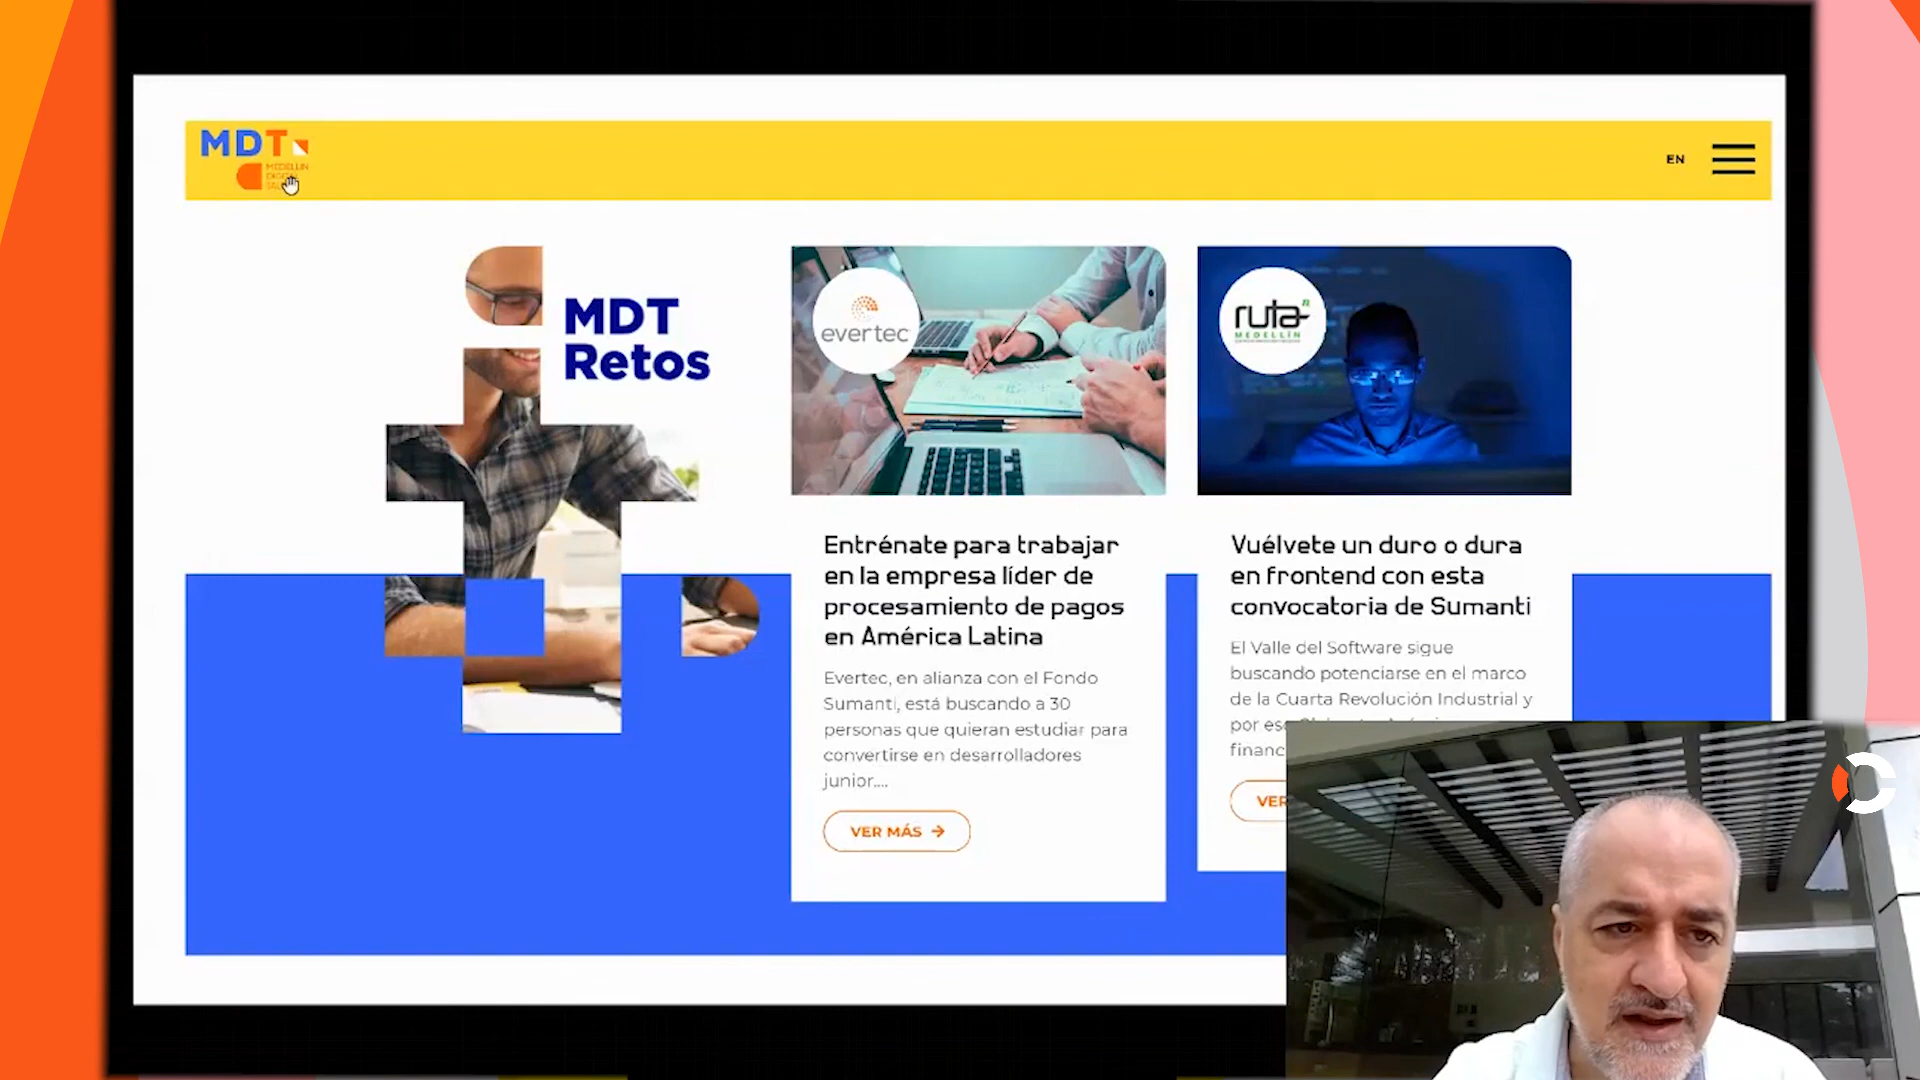 MDT
MEDELLIN
EN
MDT
Retos
evertec
ruta
MEDELLÍN
Entrénate para trabajar
en la empresa líder de
procesamiento de pagos
en América Latina
Evertec, en alianza con el Fondo
Sumanti, está buscando a 30
personas que quieran estudiar para
convertirse en desarrolladores
junior....
VER MÁS →
Vuélvete un duro o dura
en frontend con esta
convocatoria de Sumanti
El Valle del Software sigue
buscando potenciarse en el marco
de la Cuarta Revolución Industrial y
por
VER